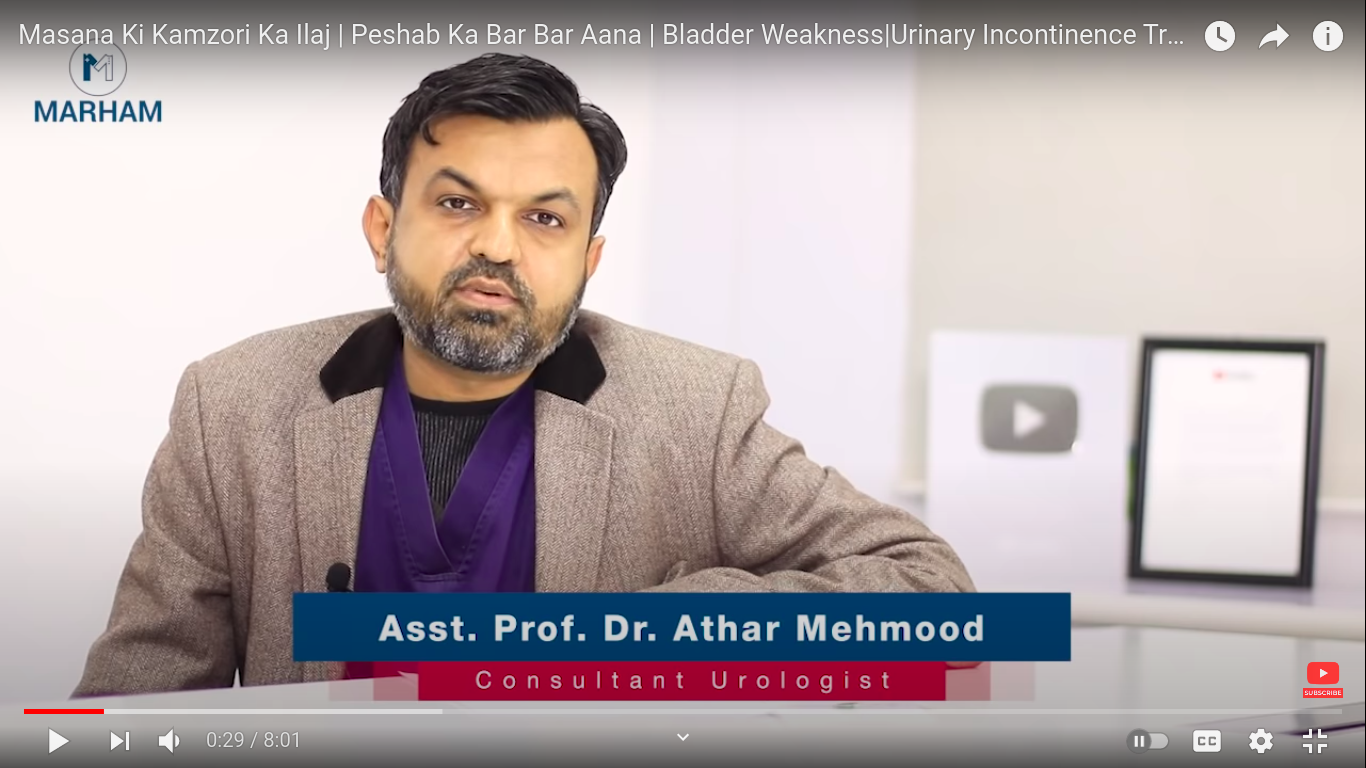 Masana Ki Kamzori Ka Ilaj | Peshab Ka Bar Bar Aana | Bladder Weakness|Urinary Incontinence Tr...
M
MARHAM
Asst. Prof. Dr. Athar Mehmood
Consultant Urologist
SUBSCRIBE
0:29 / 8:01
CC